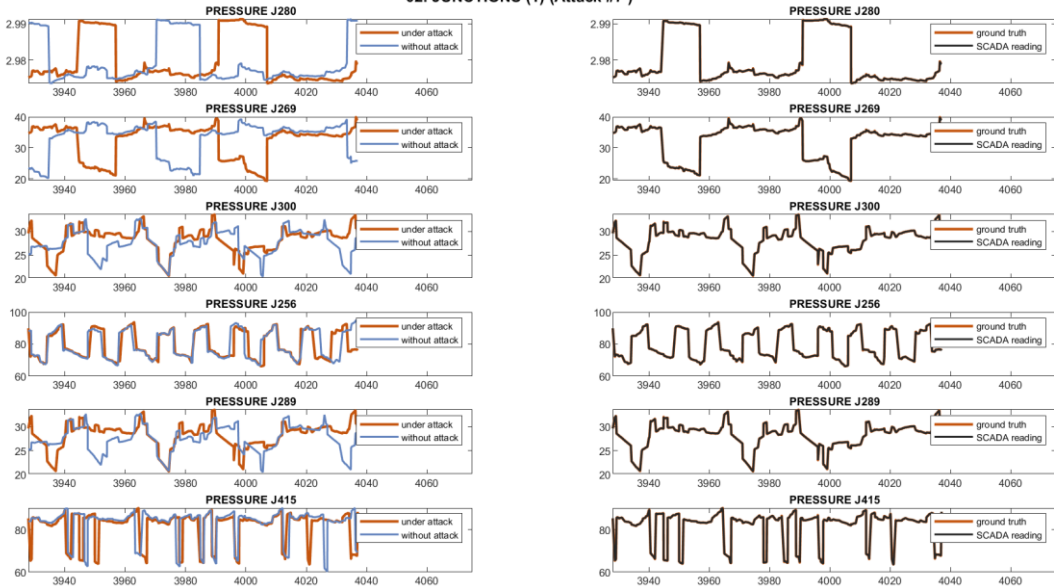 PRESSURE J280 PRESSURE J280
2.99 under attack 2.99 ground truth
without attack SCADA reading
2.98 2.98
3940 3960 3980 4000 4020 4040 4060 3940 3960 3980 4000 4020 4040 4060
PRESSURE J269 PRESSURE J269
40 under attack 40 ground truth
30 without attack 30 SCADA reading
20 20
3940 3960 3980 4000 4020 4040 4060 3940 3960 3980 4000 4020 4040 4060
PRESSURE J300 PRESSURE J300
30 under attack 30 ground truth
25 without attack 25 SCADA reading
20 20
3940 3960 3980 4000 4020 4040 4060 3940 3960 3980 4000 4020 4040 4060
PRESSURE J256 PRESSURE J256
100 under attack 100 ground truth
80 without attack 80 SCADA reading
60 60
3940 3960 3980 4000 4020 4040 4060 3940 3960 3980 4000 4020 4040 4060
PRESSURE J289 PRESSURE J289
30 under attack 30 ground truth
25 without attack 25 SCADA reading
20 20
3940 3960 3980 4000 4020 4040 4060 3940 3960 3980 4000 4020 4040 4060
PRESSURE J415 PRESSURE J415
80 under attack 80 ground truth
without attack SCADA reading
60 60
3940 3960 3980 4000 4020 4040 4060 3940 3960 3980 4000 4020 4040 4060